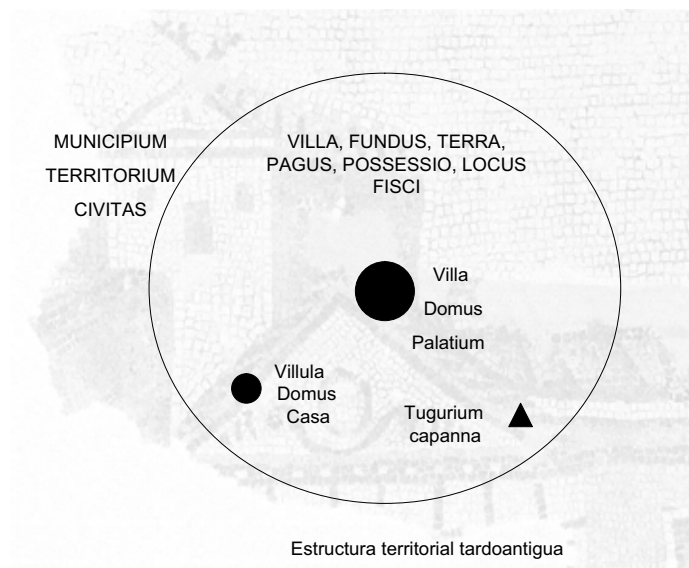 MUNICIPIUM
TERRITORIUM
CIVITAS
VILLA, FUNDUS, TERRA,
PAGUS, POSSESSIO, LOCUS
FISCI
Villa
Domus
Palatium
Villula
Domus
Casa
Tugurium
capanna
Estructura territorial tardoantigua